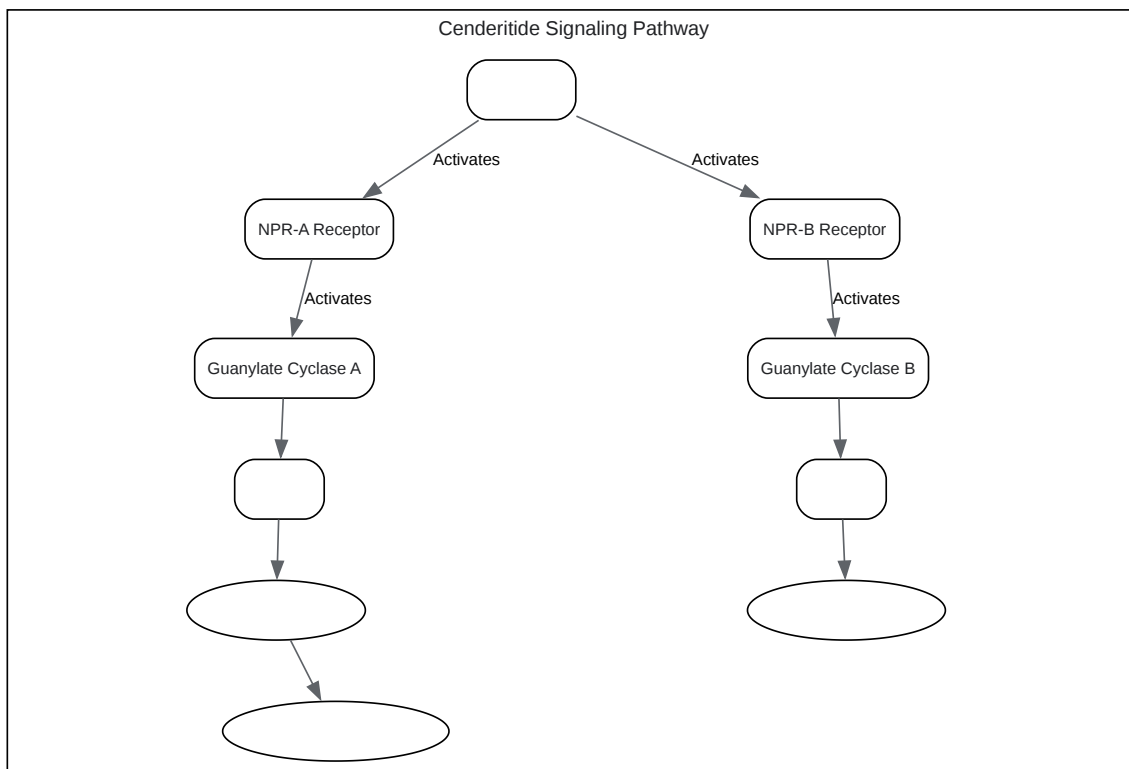 Cenderitide Signaling Pathway
Activates
Activates
NPR-A Receptor
NPR-B Receptor
Activates
Activates
Guanylate Cyclase A
Guanylate Cyclase B